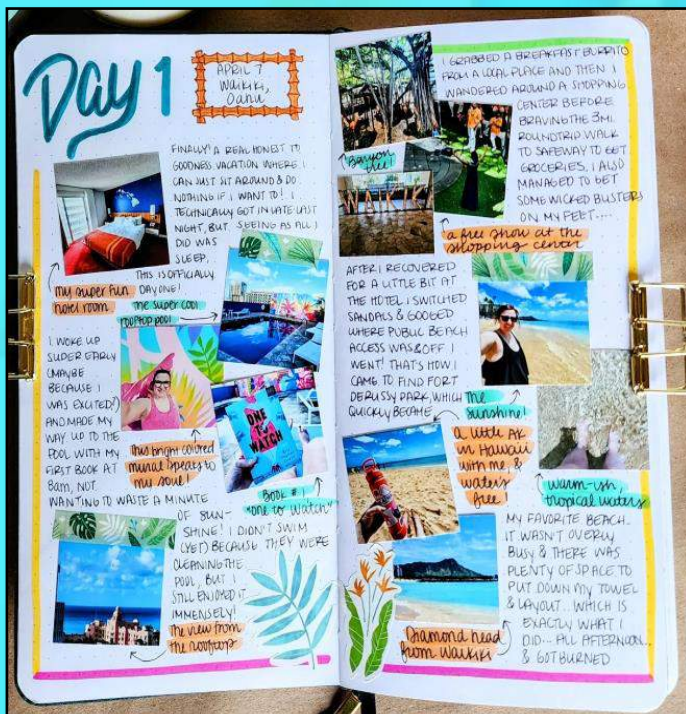 DAY 1
APRIL 7
WAIKIKI,
OAHU
FINALLY! A REAL HONEST TO
GOODNESS VACATION WHERE I
CAN JUST SIT AROUND & DO
NOTHING IF I WANT TO! I
TECHNICALLY GOT IN LATE LAST
NIGHT, BUT SEEING AS ALL I
DID WAS
SLEEP,
THIS IS OFFICIALLY
DAY ONE!
my super fun
hotel room
the super cool
rooftop pool
I WOKE UP
SUPER EARLY
(MAYBE
BECAUSE I
WAS EXCITED?)
AND MADE MY
WAY UP TO THE
POOL WITH MY
FIRST BOOK AT
8am, NOT
WANTING TO WASTE A MINUTE
OF SUN-
SHINE! I DIDN'T SWIM
(YET) BECAUSE THEY WERE
CLEANING THE
POOL, BUT I
STILL ENJOYED IT
IMMENSELY!
this bright colored
mural speaks to
my soul!
ONE
TO
WATCH
Book #1
"one to watch"
the view from
the rooftop
I GRABBED A BREAKFAST BURRITO
FROM A LOCAL PLACE AND THEN I
WANDERED AROUND A SHOPPING
CENTER BEFORE
BRAVING THE 3MI.
ROUNDTRIP WALK
TO SAFEWAY TO GET
GROCERIES. I ALSO
MANAGED TO GET
SOME WICKED BLISTERS
ON MY FEET....
Banyan
tree!
WAIKIKI
a free show at the
shopping center
AFTER I RECOVERED
FOR A LITTLE BIT AT
THE HOTEL I SWITCHED
SANDALS & GOOGED
WHERE PUBLIC BEACH
ACCESS WAS & OFF I
WENT! THAT'S HOW I
CAME TO FIND FORT
DERUSSY PARK, WHICH
QUICKLY BECAME
the
sunshine!
a little AK
in Hawaii
with me, &
water's
free!
warm-ish
tropical waters
MY FAVORITE BEACH.
IT WASN'T OVERLY
BUSY & THERE WAS
PLENTY OF SPACE TO
PUT DOWN MY TOWEL
& LAYOUT.. WHICH IS
EXACTLY WHAT I
DID... ALL AFTERNOON..
& GOT BURNED
Diamond head
from Waikiki